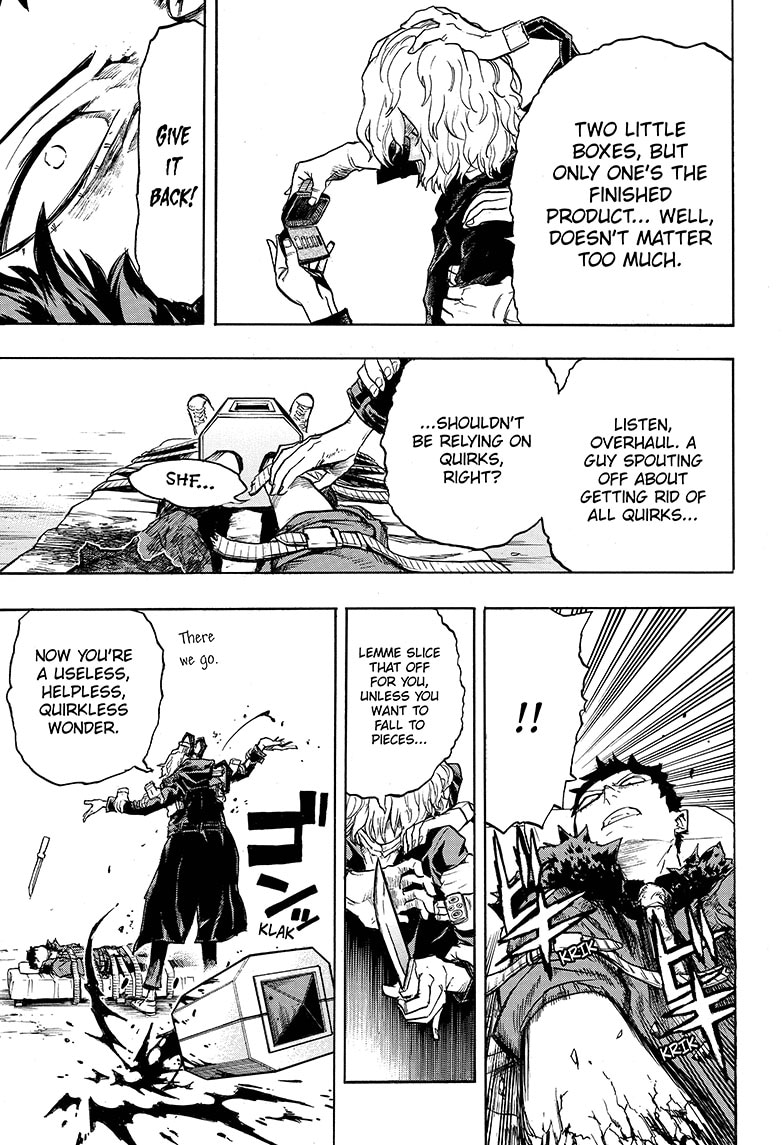 TWO LITTLE
BOXES, BUT
ONLY ONE'S THE
FINISHED
PRODUCT... WELL,
DOESN'T MATTER
TOO MUCH.
GIVE
IT
BACK!
LISTEN,
OVERHAUL. A
GUY SPOUTING
OFF ABOUT
GETTING RID OF
ALL QUIRKS...
...SHOULDN'T
BE RELYING ON
QUIRKS,
RIGHT?
SHF...
!!
KRIK
KRIK
LEMME SLICE
THAT OFF
FOR YOU,
UNLESS YOU
WANT TO
FALL TO
PIECES...
There
we go.
NOW YOU'RE
A USELESS,
HELPLESS,
QUIRKLESS
WONDER.
ゴンッ
KLAK